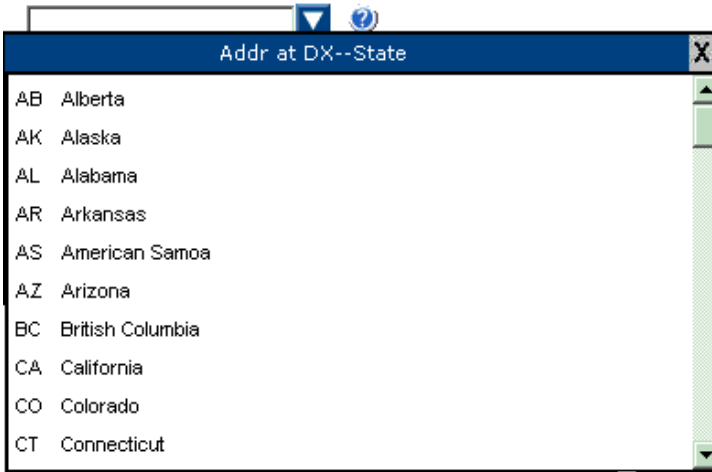 ?
Addr at DX--State X
AB Alberta
AK Alaska
AL Alabama
AR Arkansas
AS American Samoa
AZ Arizona
BC British Columbia
CA California
CO Colorado
CT Connecticut